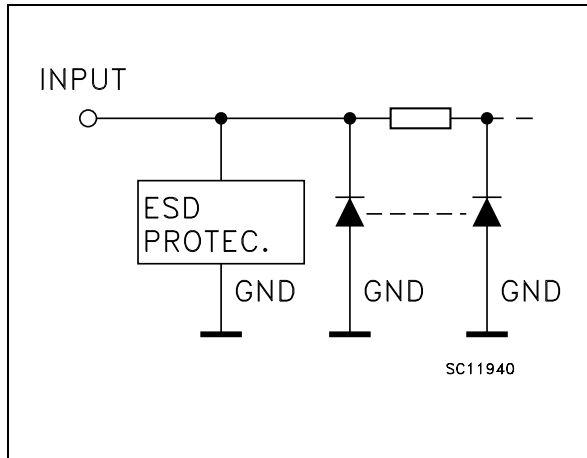 INPUT
ESD
PROTEC.
GND
GND
GND
SC11940